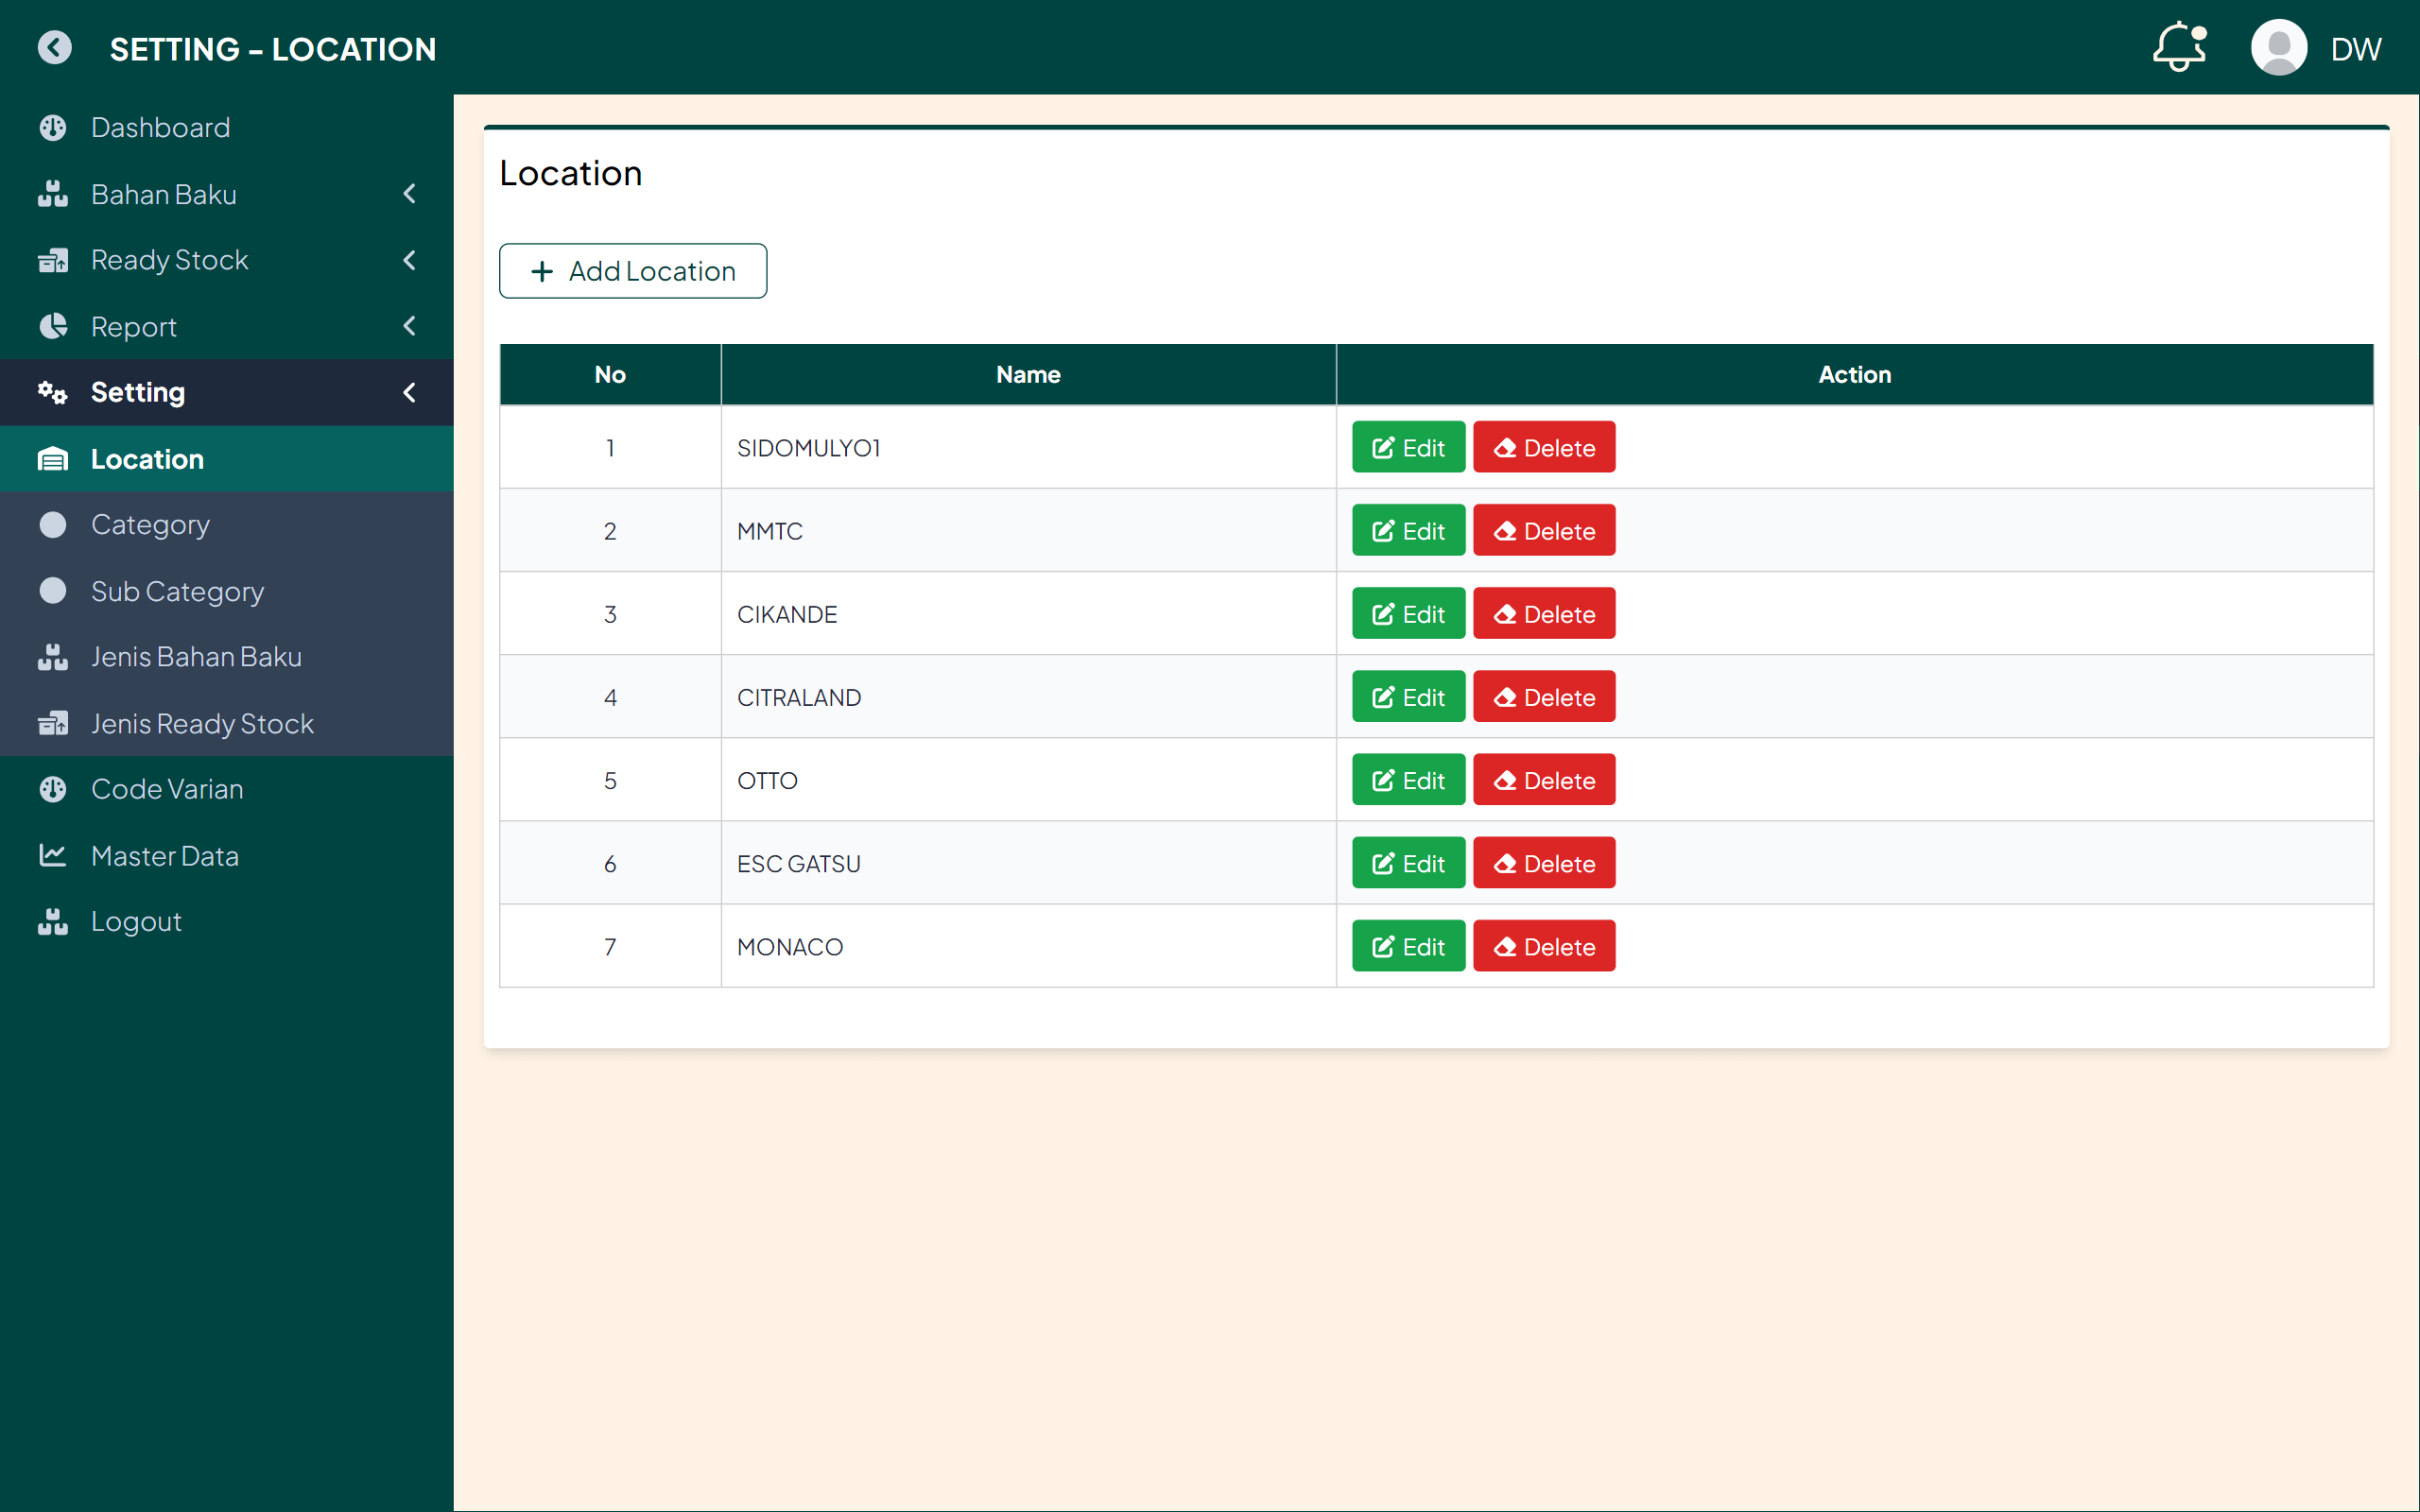 SETTING - LOCATION
DW
Dashboard
Bahan Baku
Ready Stock
Report
Setting
Location
Category
Sub Category
Jenis Bahan Baku
Jenis Ready Stock
Code Varian
Master Data
Logout
Location
Add Location
No Name Action
1 SIDOMULYO1 Edit Delete
2 MMTC Edit Delete
3 CIKANDE Edit Delete
4 CITRALAND Edit Delete
5 OTTO Edit Delete
6 ESC GATSU Edit Delete
7 MONACO Edit Delete